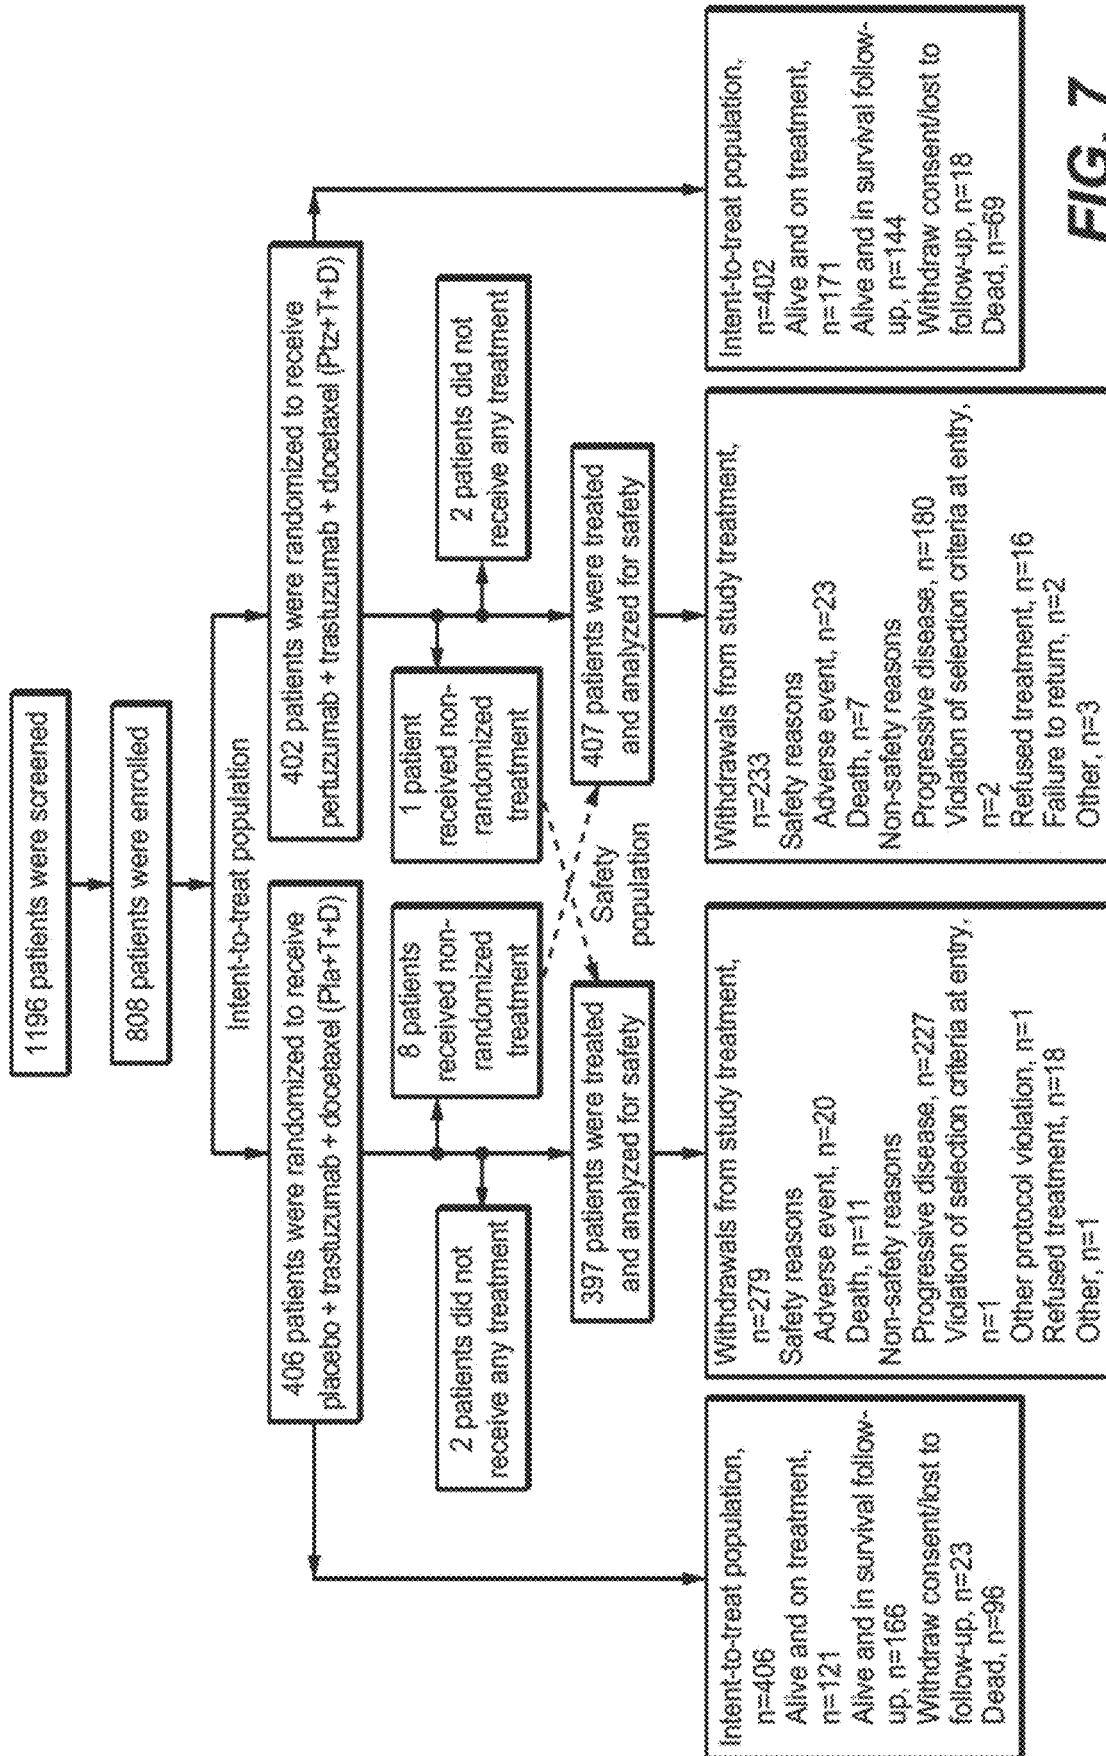 1196 patients were screened
808 patients were enrolled
Intent-to-treat population
406 patients were randomized to receive
placebo + trastuzumab + docetaxel (Pla+T+D)
402 patients were randomized to receive
pertuzumab + trastuzumab + docetaxel (Ptz+T+D)
2 patients did not
receive any treatment
8 patients
received non-
randomized
treatment
1 patient
received non-
randomized
treatment
2 patients did not
receive any treatment
Safety
population
397 patients were treated
and analyzed for safety
407 patients were treated
and analyzed for safety
Intent-to-treat population,
n=406
Alive and on treatment,
n=121
Alive and in survival follow-
up, n=166
Withdraw consent/lost to
follow-up, n=23
Dead, n=96
Withdrawals from study treatment,
n=279
Safety reasons
Adverse event, n=20
Death, n=11
Non-safety reasons
Progressive disease, n=227
Violation of selection criteria at entry,
n=1
Other protocol violation, n=1
Refused treatment, n=18
Other, n=1
Withdrawals from study treatment,
n=233
Safety reasons
Adverse event, n=23
Death, n=7
Non-safety reasons
Progressive disease, n=180
Violation of selection criteria at entry,
n=2
Refused treatment, n=16
Failure to return, n=2
Other, n=3
Intent-to-treat population,
n=402
Alive and on treatment,
n=171
Alive and in survival follow-
up, n=144
Withdraw consent/lost to
follow-up, n=18
Dead, n=69
FIG. 7